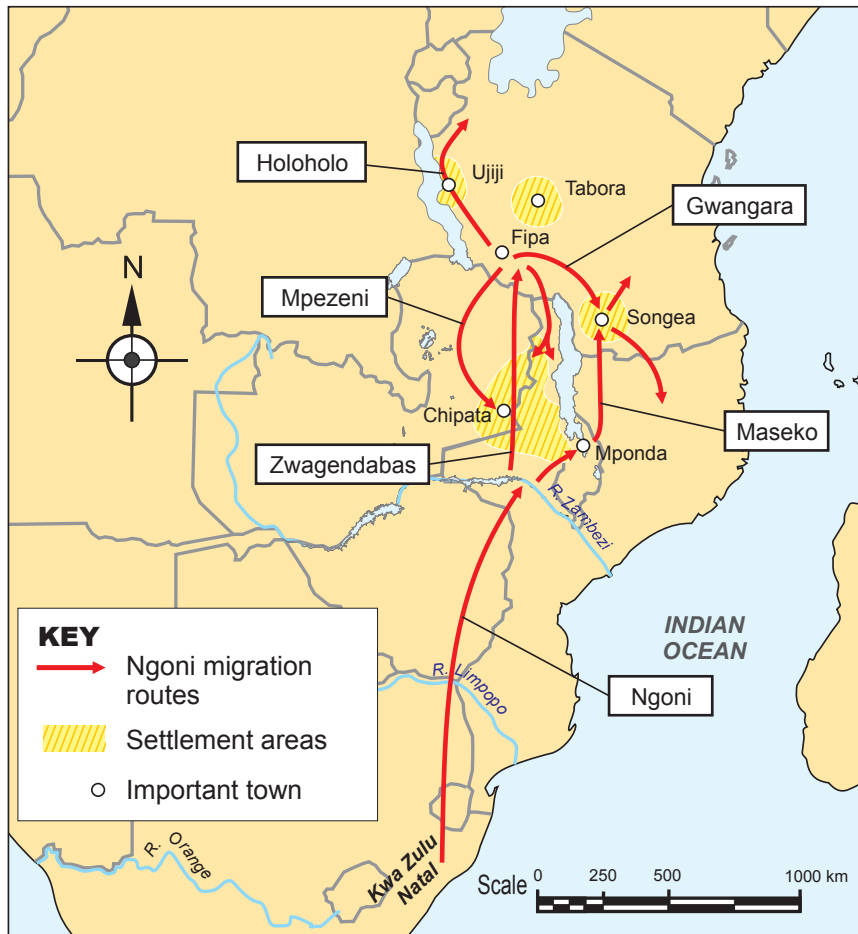 Holoholo
Ujiji
Tabora
Gwangara
Fipa
N
Mpezeni
Songea
Chipata
Maseko
Zwagendabas
Mponda
R. Zambezi
INDIAN
OCEAN
KEY
Ngoni migration
routes
Settlement areas
Important town
R. Limpopo
Ngoni
R. Orange
Kwa Zulu
Natal
Scale
0 250 500 1000 km